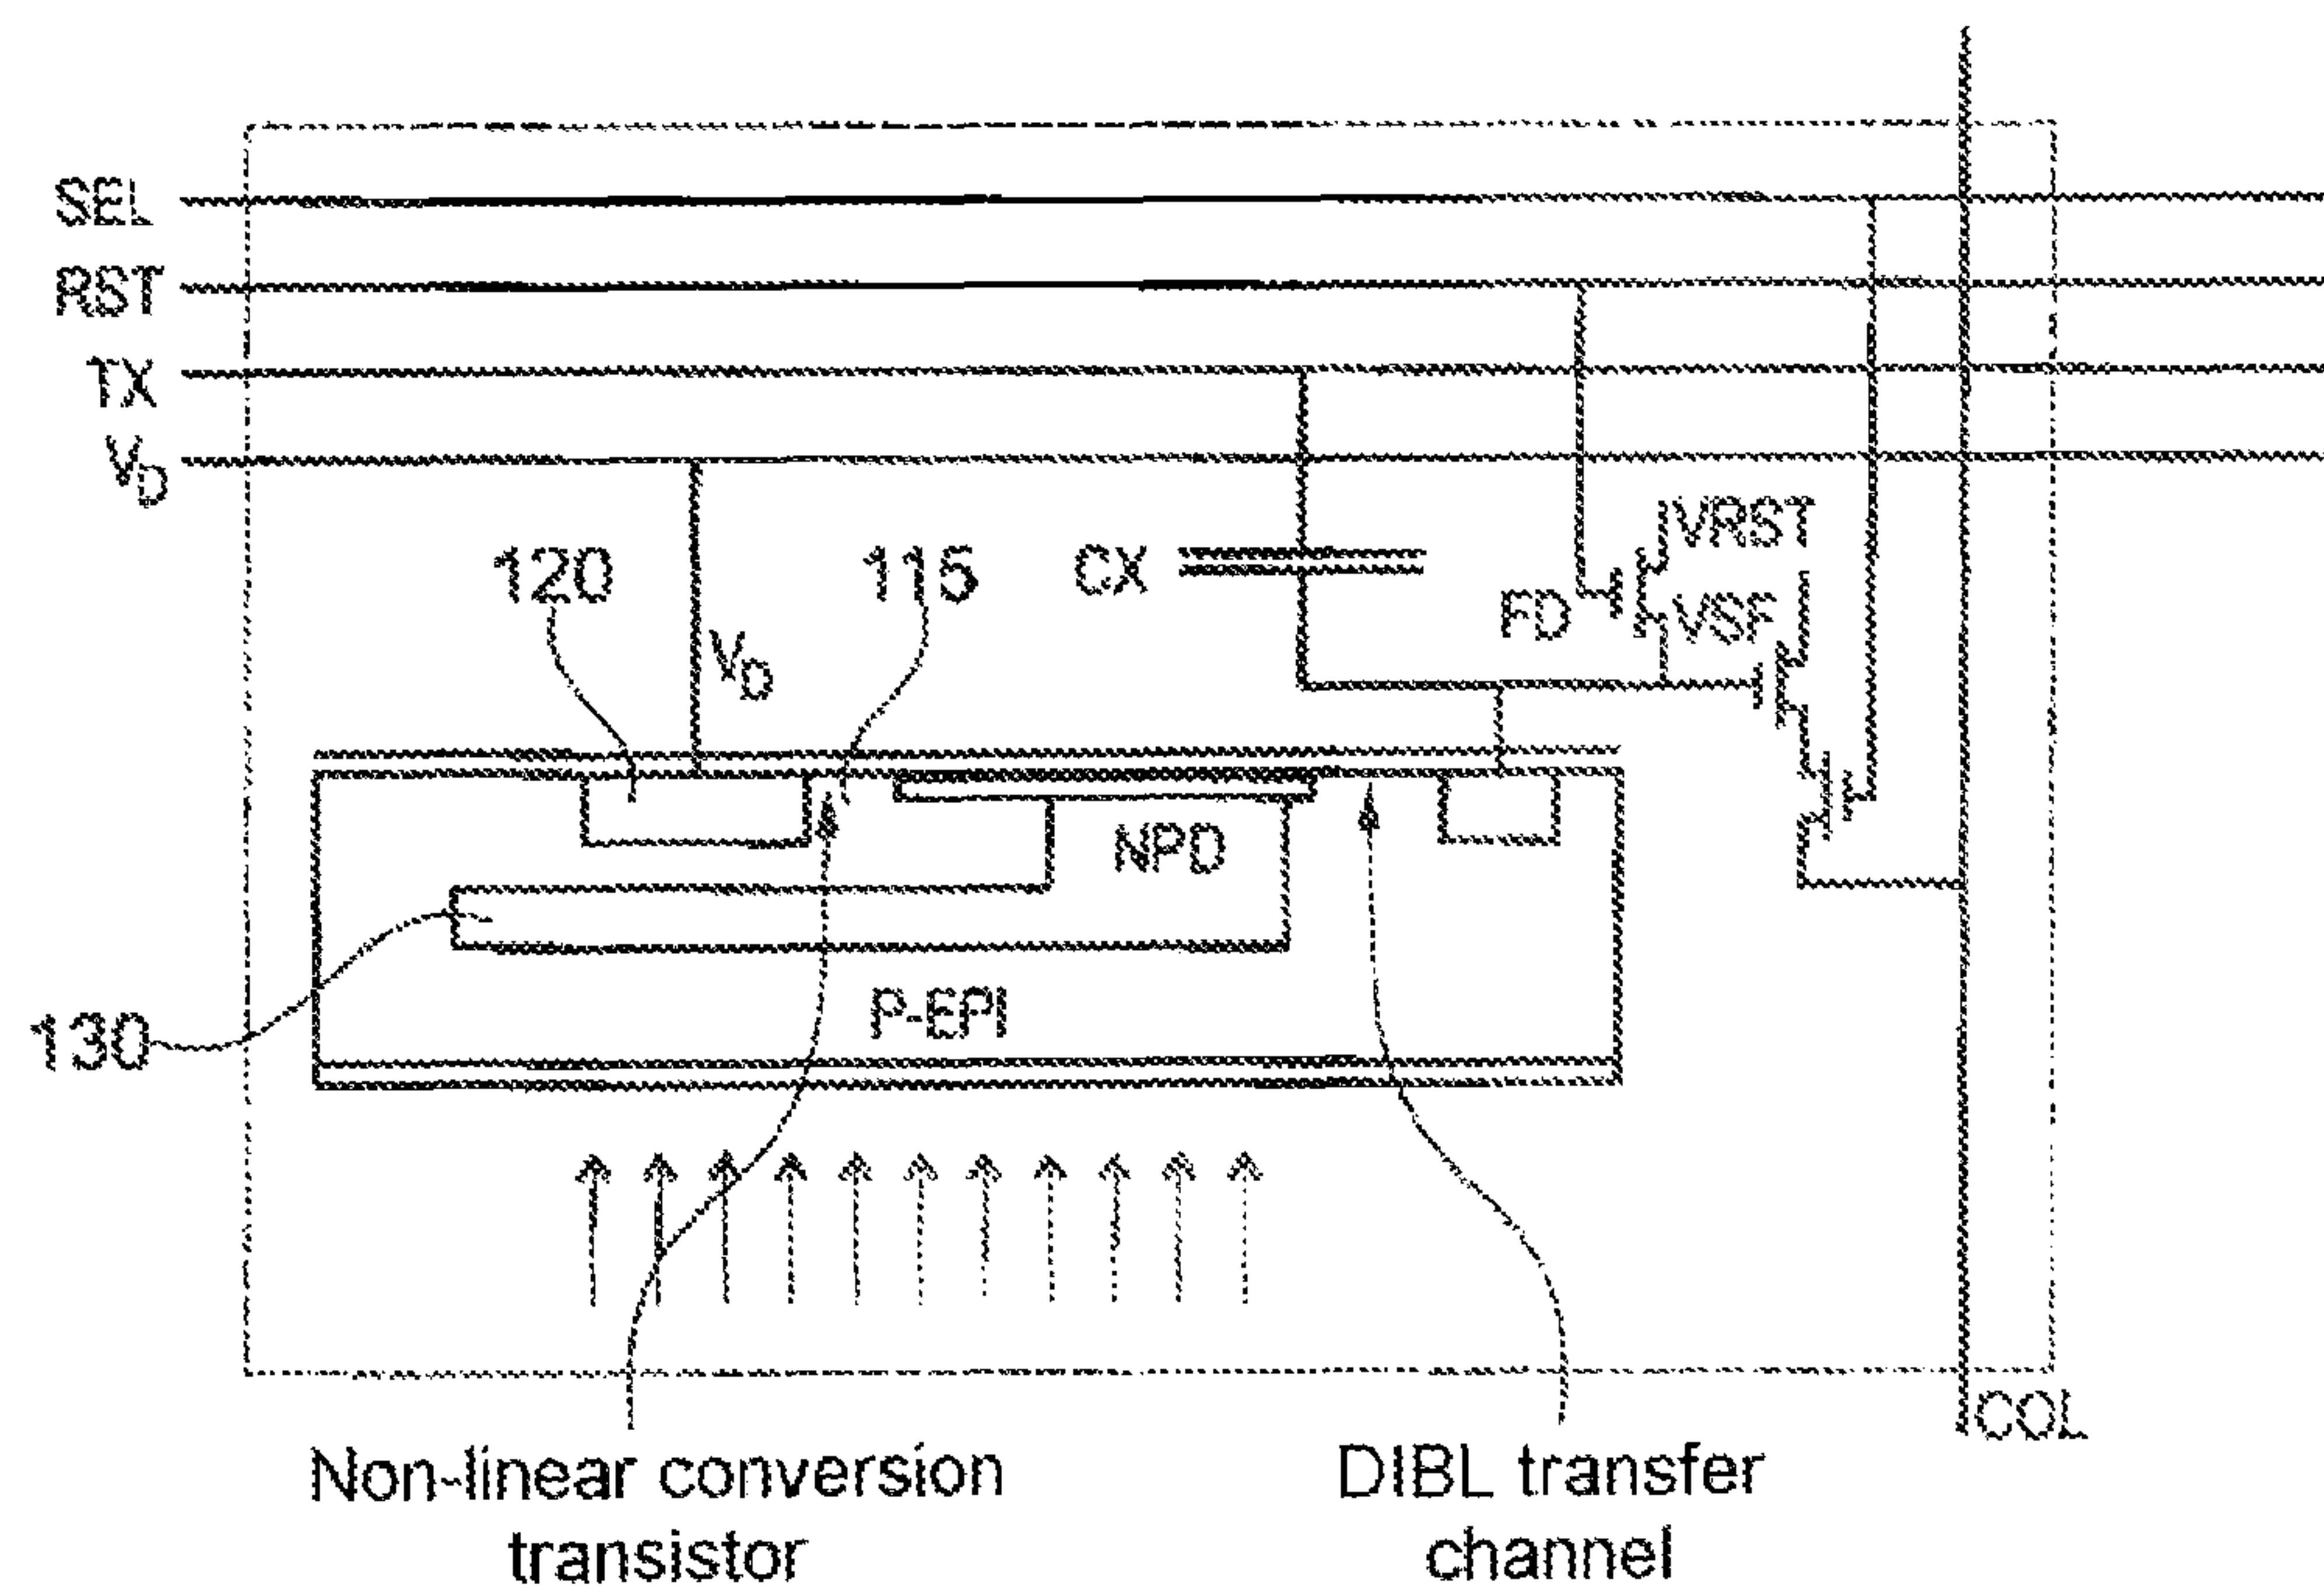 SEL
RST
TX
VD
120
115
CX
VRST
FD
VSF
VD
NPD
P-EPI
130
COL
Non-linear conversion
transistor
DIBL transfer
channel